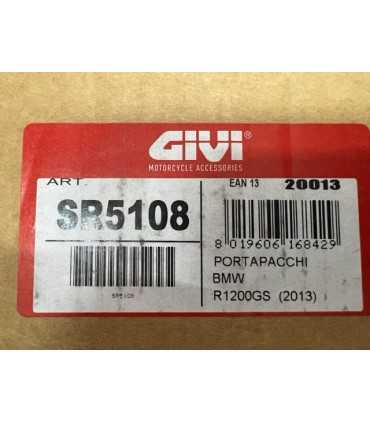 GIVI®
MOTORCYCLE ACCESSORIES
ART.
SR5108
SR5108
EAN 13 20013
8 019606 168429
PORTAPACCHI
BMW
R1200GS (2013)